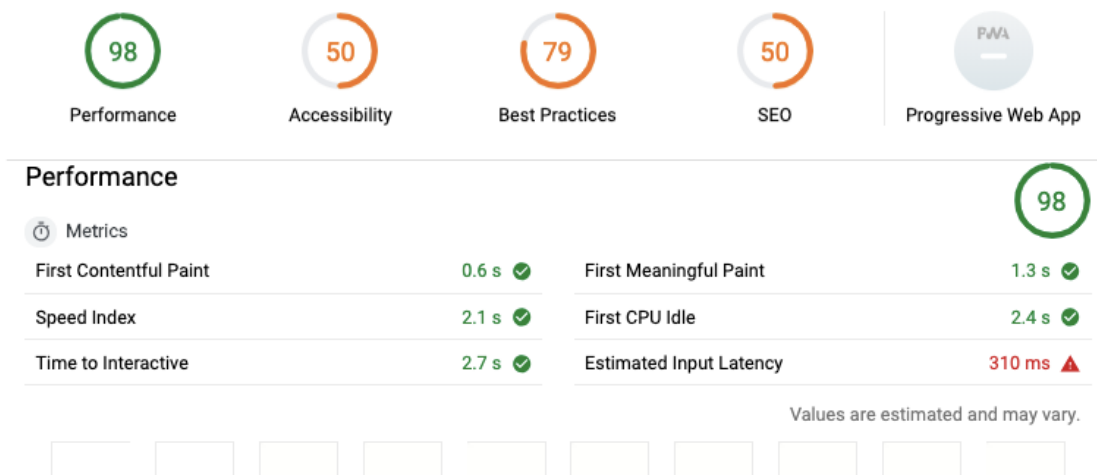 98 50 79 50 PWA
Performance Accessibility Best Practices SEO Progressive Web App
Performance 98
Metrics
First Contentful Paint 0.6 s First Meaningful Paint 1.3 s
Speed Index 2.1 s First CPU Idle 2.4 s
Time to Interactive 2.7 s Estimated Input Latency 310 ms
Values are estimated and may vary.